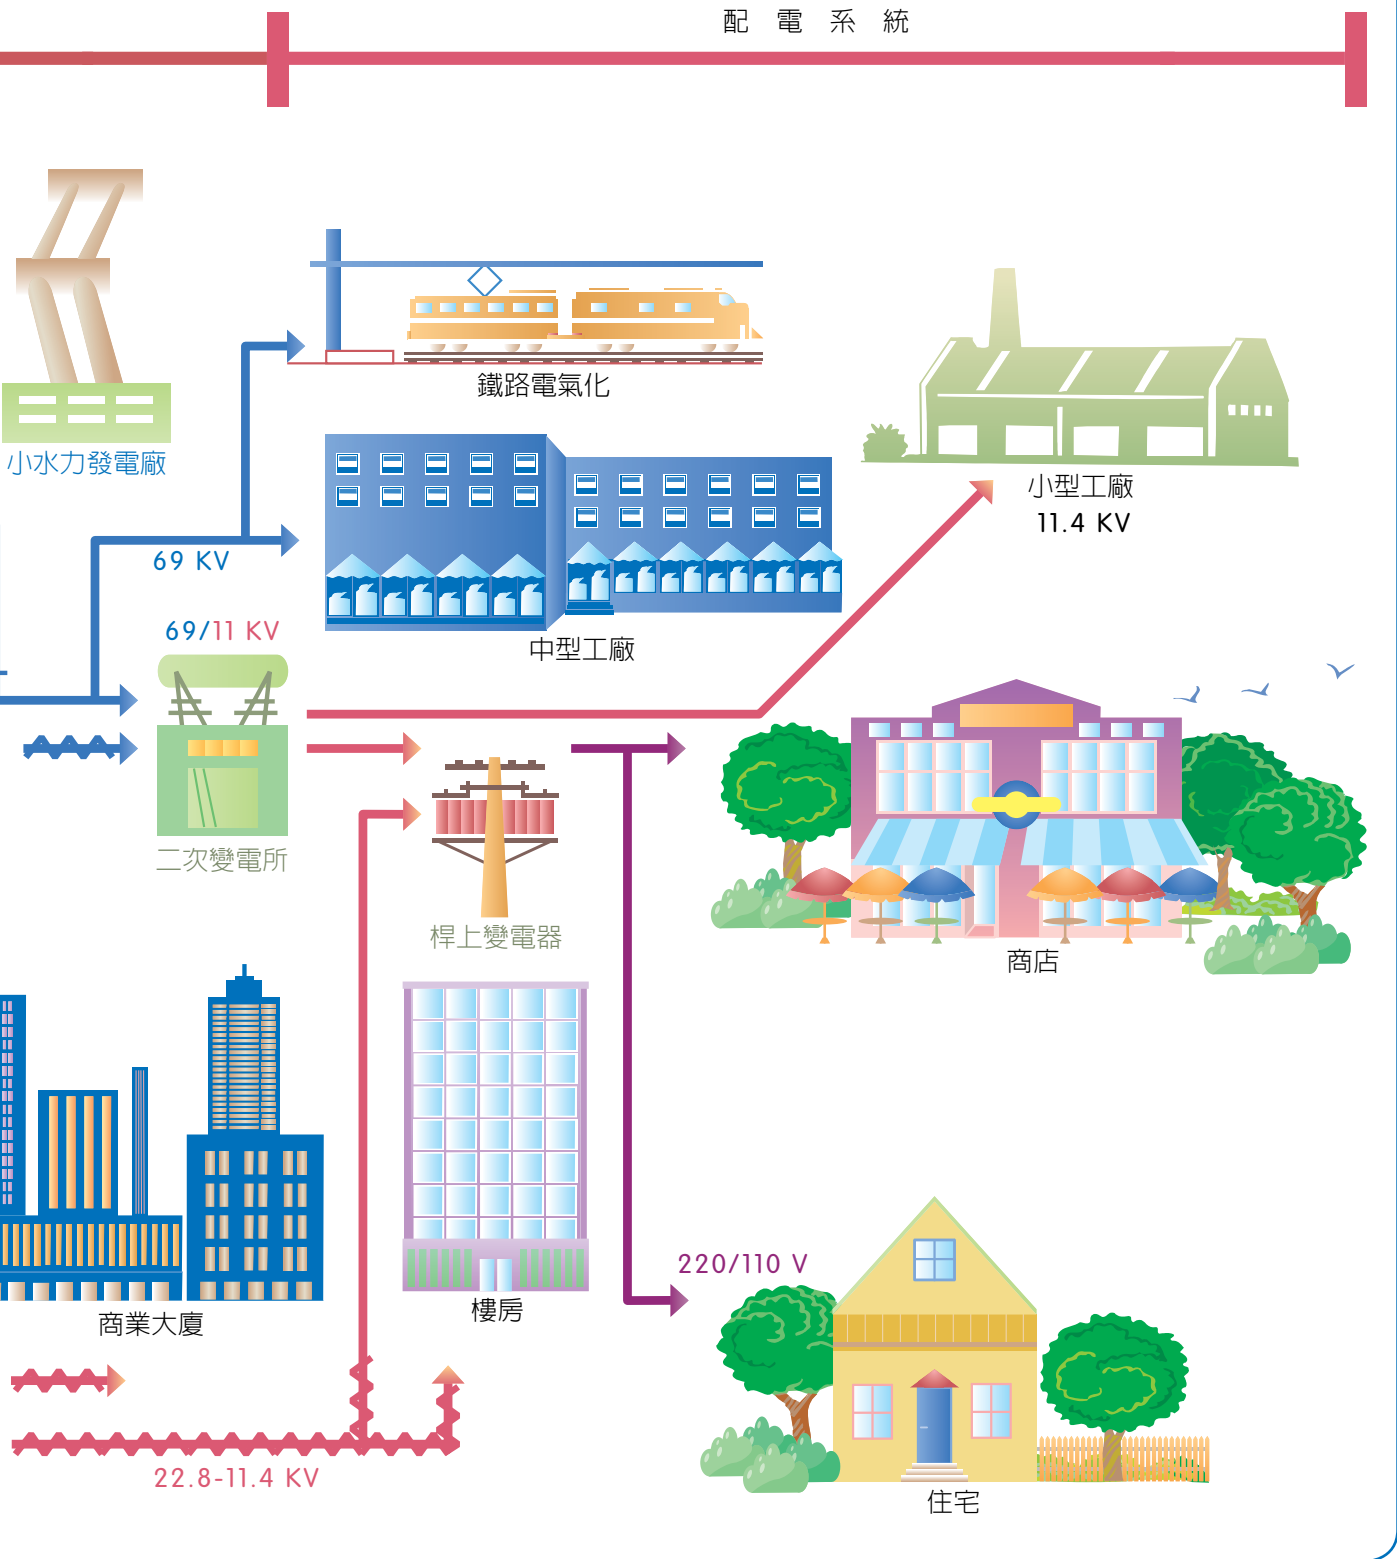 配電系統
鐵路電氣化
小水力發電廠
小型工廠
11.4 KV
69 KV
69/11 KV
中型工廠
二次變電所
桿上變電器
商店
220/110 V
樓房
商業大廈
22.8-11.4 KV
住宅